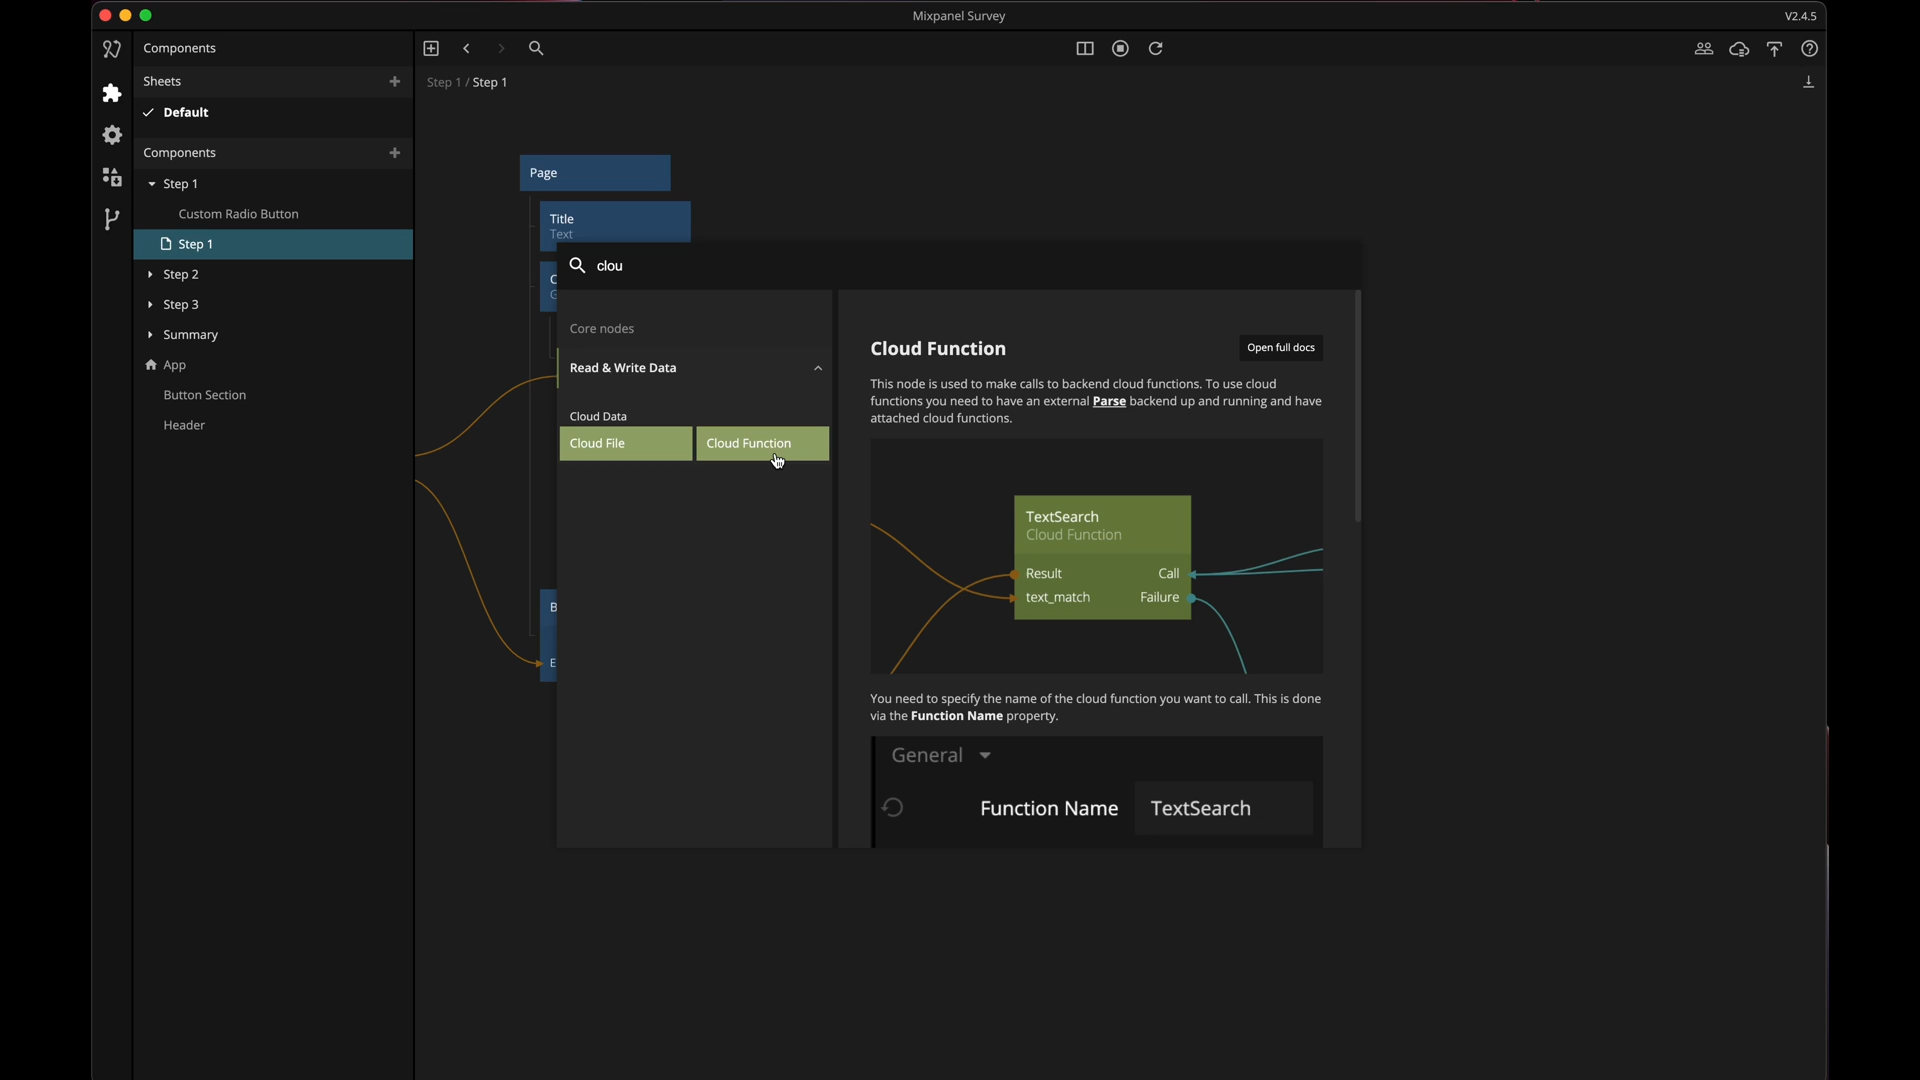 Mixpanel Survey
V2.4.5
Components
Sheets
Default
Components
Step 1
Custom Radio Button
Step 1
Step 2
Step 3
Summary
App
Button Section
Header
Step 1 / Step 1
Page
Title
Text
C
G
B
E
clou
Core nodes
Read & Write Data
Cloud Data
Cloud File
Cloud Function
Cloud Function
Open full docs
This node is used to make calls to backend cloud functions. To use cloud
functions you need to have an external Parse backend up and running and have
attached cloud functions.
TextSearch
Cloud Function
Result
Call
text_match
Failure
You need to specify the name of the cloud function you want to call. This is done
via the Function Name property.
General
Function Name
TextSearch